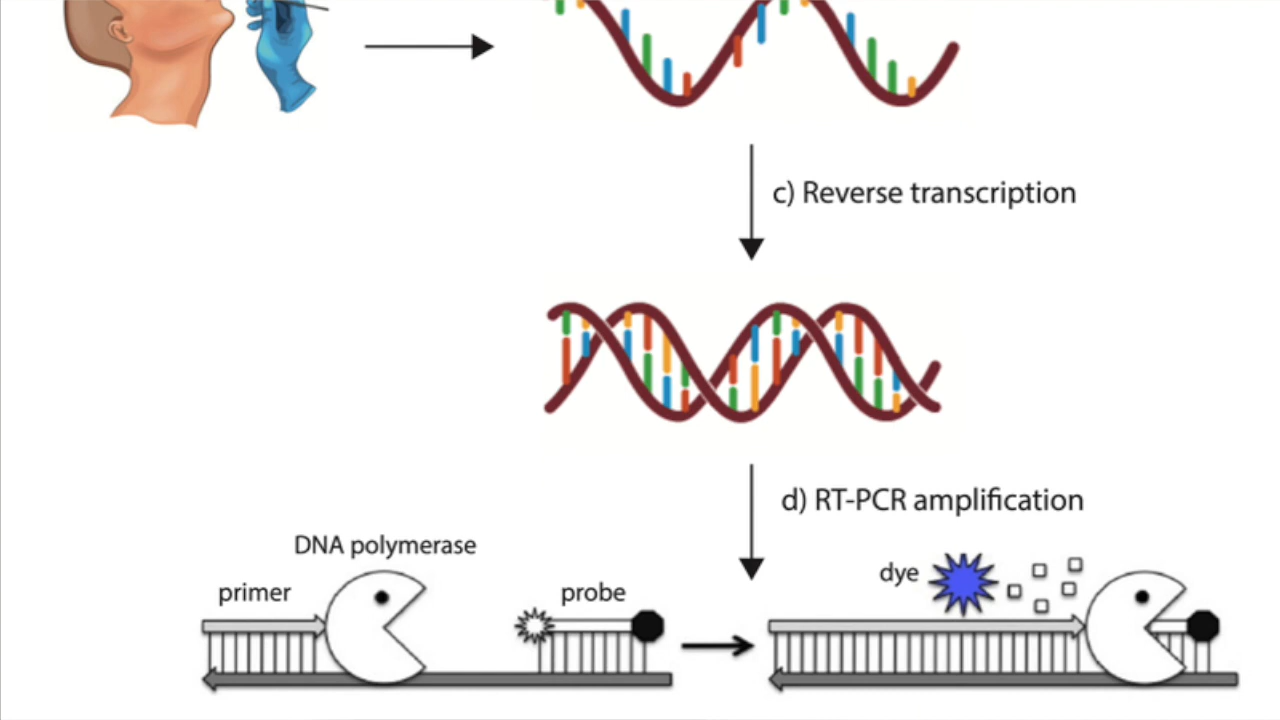 c) Reverse transcription
d) RT-PCR amplification
DNA polymerase
primer
probe
dye